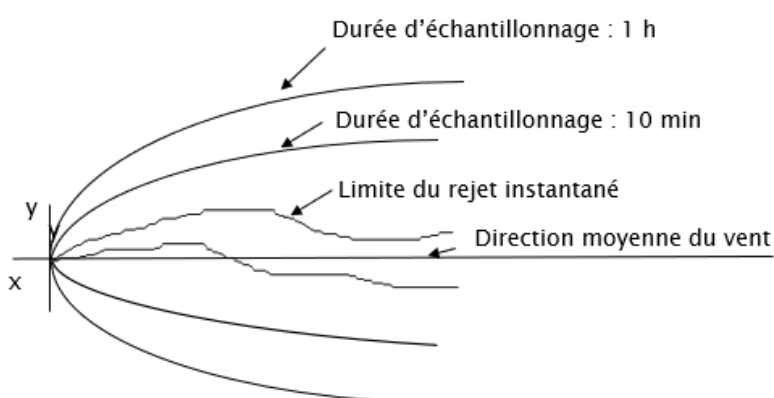 Durée d'échantillonnage : 1 h
Durée d'échantillonnage : 10 min
Limite du rejet instantané
y
Direction moyenne du vent
x